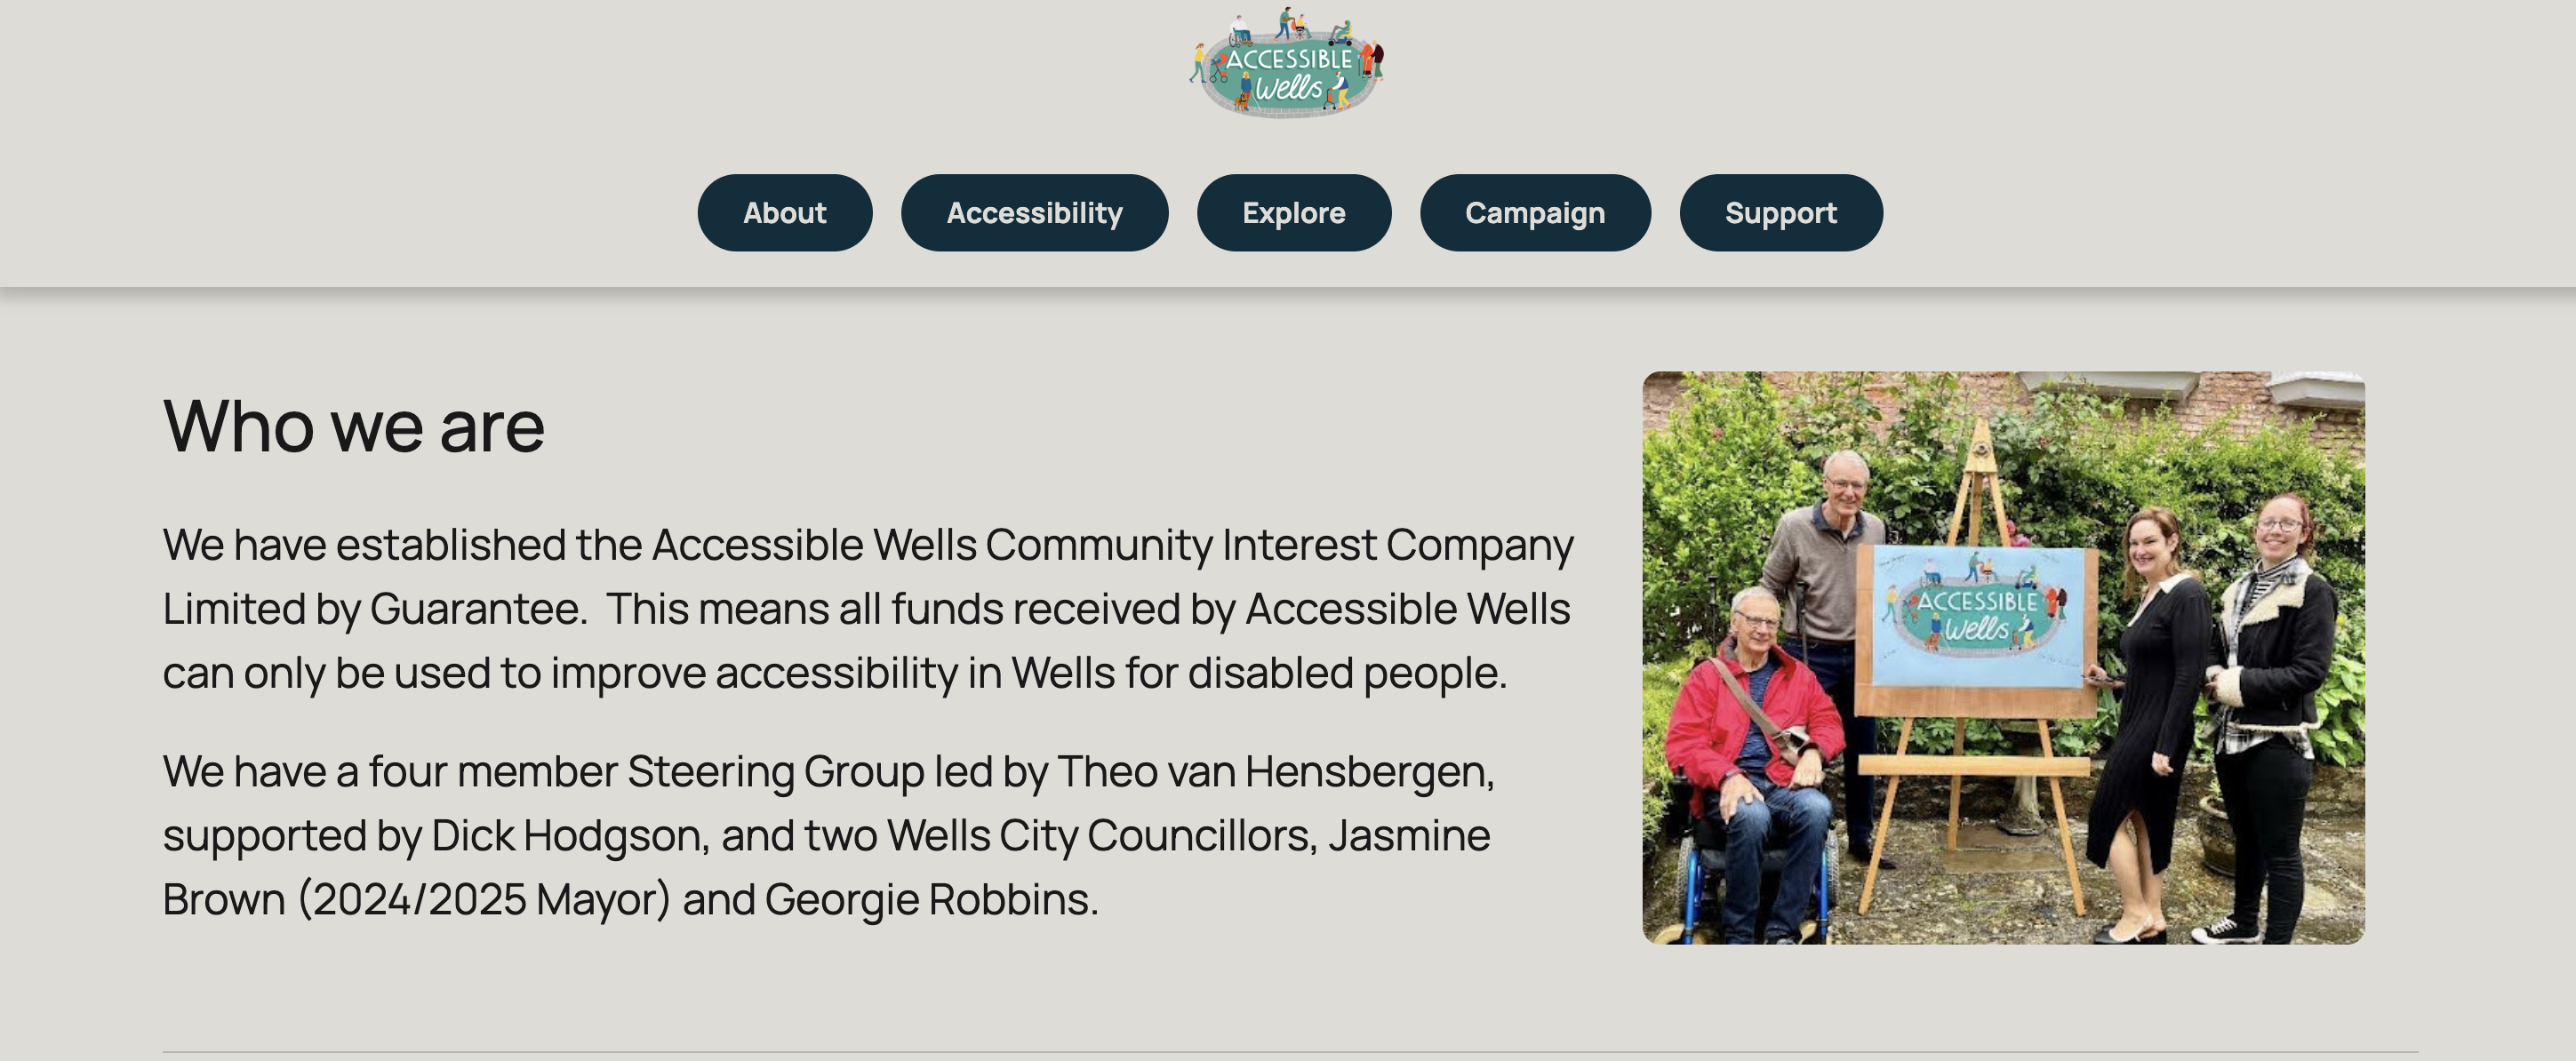 ACCESSIBLE
Wells
About
Accessibility
Explore
Campaign
Support
Who we are
We have established the Accessible Wells Community Interest Company
Limited by Guarantee.  This means all funds received by Accessible Wells
can only be used to improve accessibility in Wells for disabled people.
We have a four member Steering Group led by Theo van Hensbergen,
supported by Dick Hodgson, and two Wells City Councillors, Jasmine
Brown (2024/2025 Mayor) and Georgie Robbins.
ACCESSIBLE
Wells